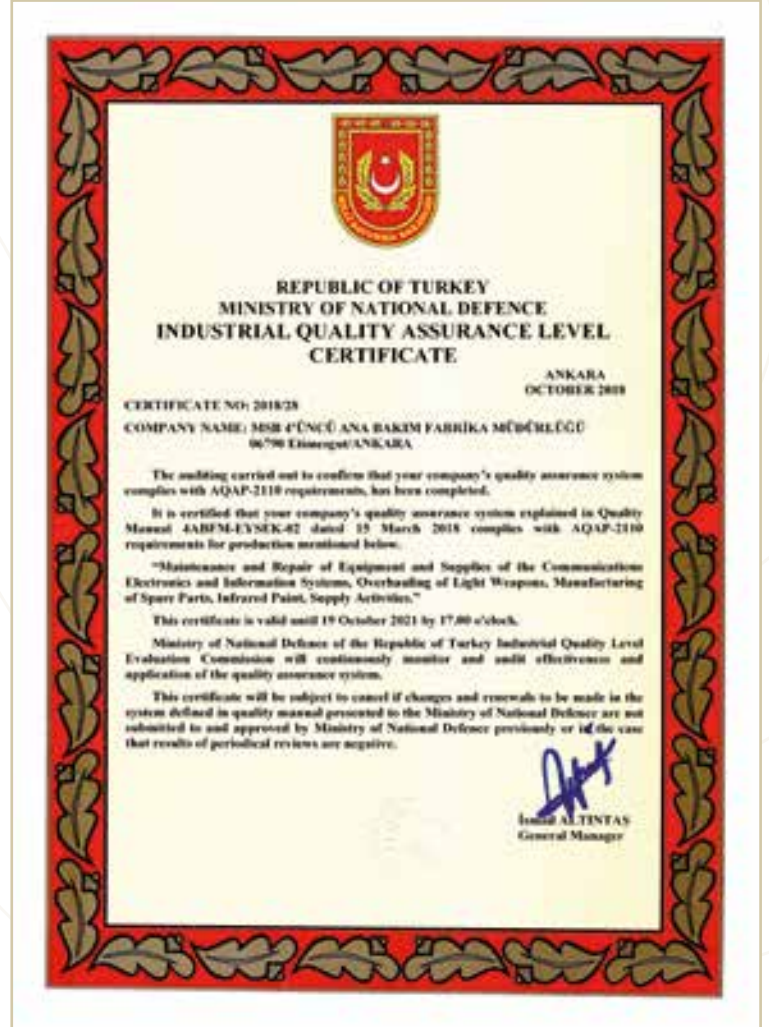 REPUBLIC OF TURKEY
MINISTRY OF NATIONAL DEFENCE
INDUSTRIAL QUALITY ASSURANCE LEVEL
CERTIFICATE
ANKARA
OCTOBER 2018
CERTIFICATE NO: 2018/28
COMPANY NAME: MSB 4'ÜNCÜ ANA BAKIM FABRİKA MÜDÜRLÜĞÜ
06790 Etimesgut/ANKARA
The auditing carried out to confirm that your company's quality assurance system
complies with AQAP-2110 requirements, has been completed.
It is certified that your company's quality assurance system explained in Quality
Manual 4ABFM-EYSEK-02 dated 15 March 2018 complies with AQAP-2110
requirements for production mentioned below.
"Maintenance and Repair of Equipment and Supplies of the Communications
Electronics and Information Systems, Overhauling of Light Weapons, Manufacturing
of Spare Parts, Infrared Paint, Supply Activities."
This certificate is valid until 19 October 2021 by 17.00 o'clock.
Ministry of National Defence of the Republic of Turkey Industrial Quality Level
Evaluation Commission will continuously monitor and audit effectiveness and
application of the quality assurance system.
This certificate will be subject to cancel if changes and renewals to be made in the
system defined in quality manual presented to the Ministry of National Defence are not
submitted to and approved by Ministry of National Defence previously or in the case
that results of periodical reviews are negative.
İsmail ALTINTAŞ
General Manager